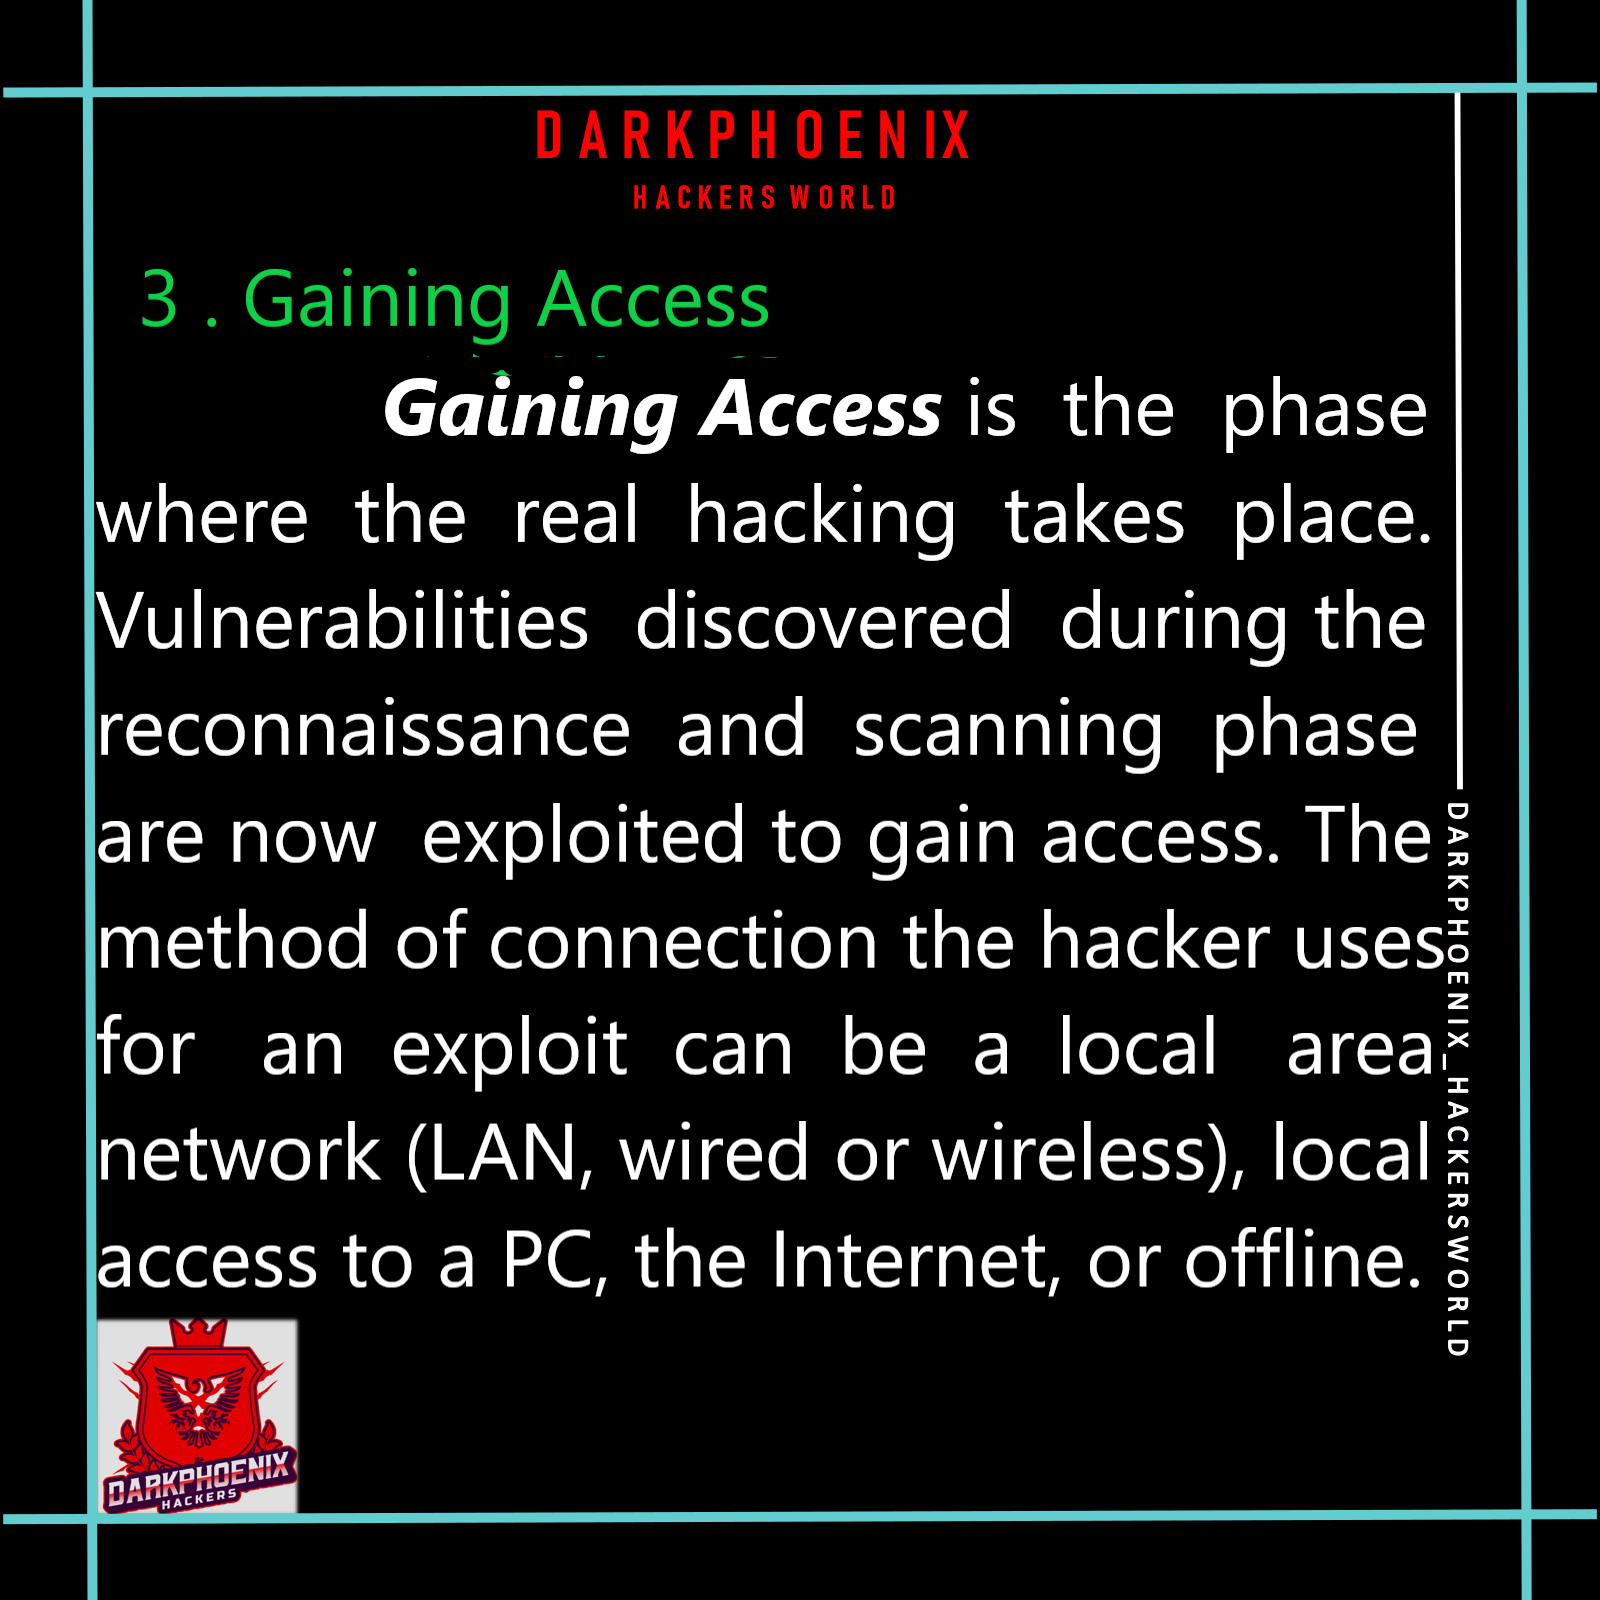 DARKPHOENIX
HACKERS WORLD
3 . Gaining Access
Gaining Access is the phase
where the real hacking takes place.
Vulnerabilities discovered during the
reconnaissance and scanning phase
are now exploited to gain access. The
method of connection the hacker uses
for an exploit can be a local area
network (LAN, wired or wireless), local
access to a PC, the Internet, or offline.
DARKPHOENIX_HACKERSWORLD
DARKPHOENIX
HACKERS